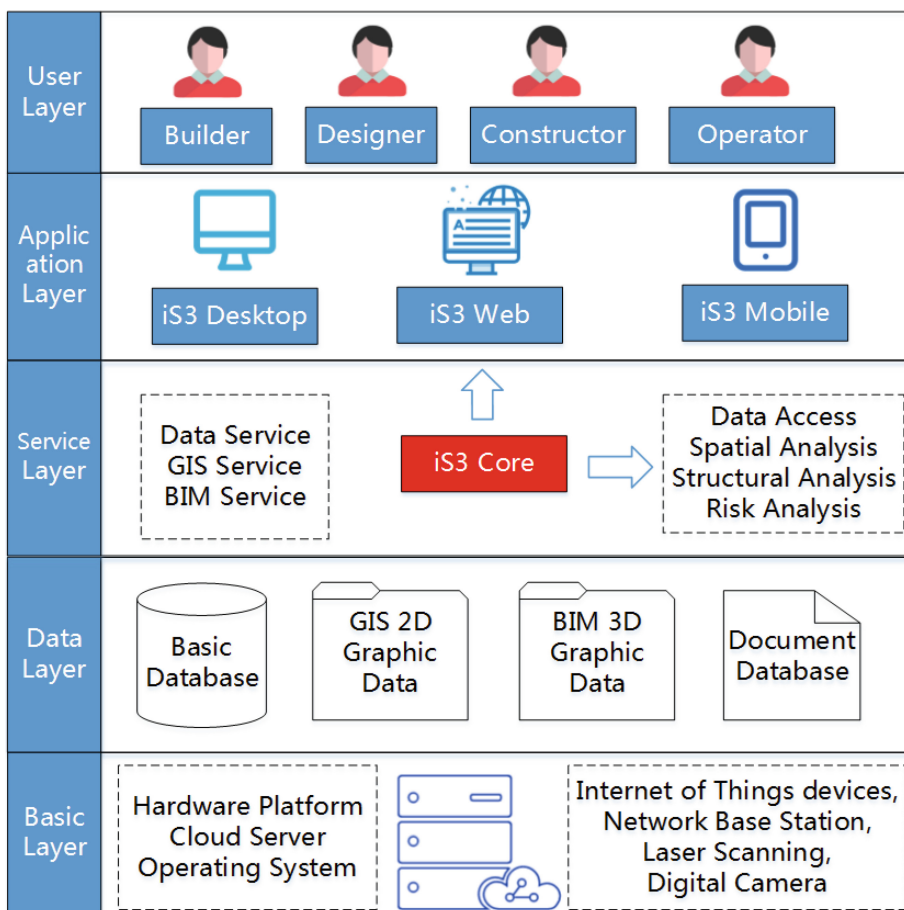 User
Layer
Builder
Designer
Constructor
Operator
Applic
ation
Layer
A
iS3 Desktop
iS3 Web
iS3 Mobile
Service
Layer
Data Service
GIS Service
BIM Service
iS3 Core
Data Access
Spatial Analysis
Structural Analysis
Risk Analysis
Data
Layer
Basic
Database
GIS 2D
Graphic
Data
BIM 3D
Graphic
Data
Document
Database
Basic
Layer
Hardware Platform
Cloud Server
Operating System
Internet of Things devices,
Network Base Station,
Laser Scanning,
Digital Camera